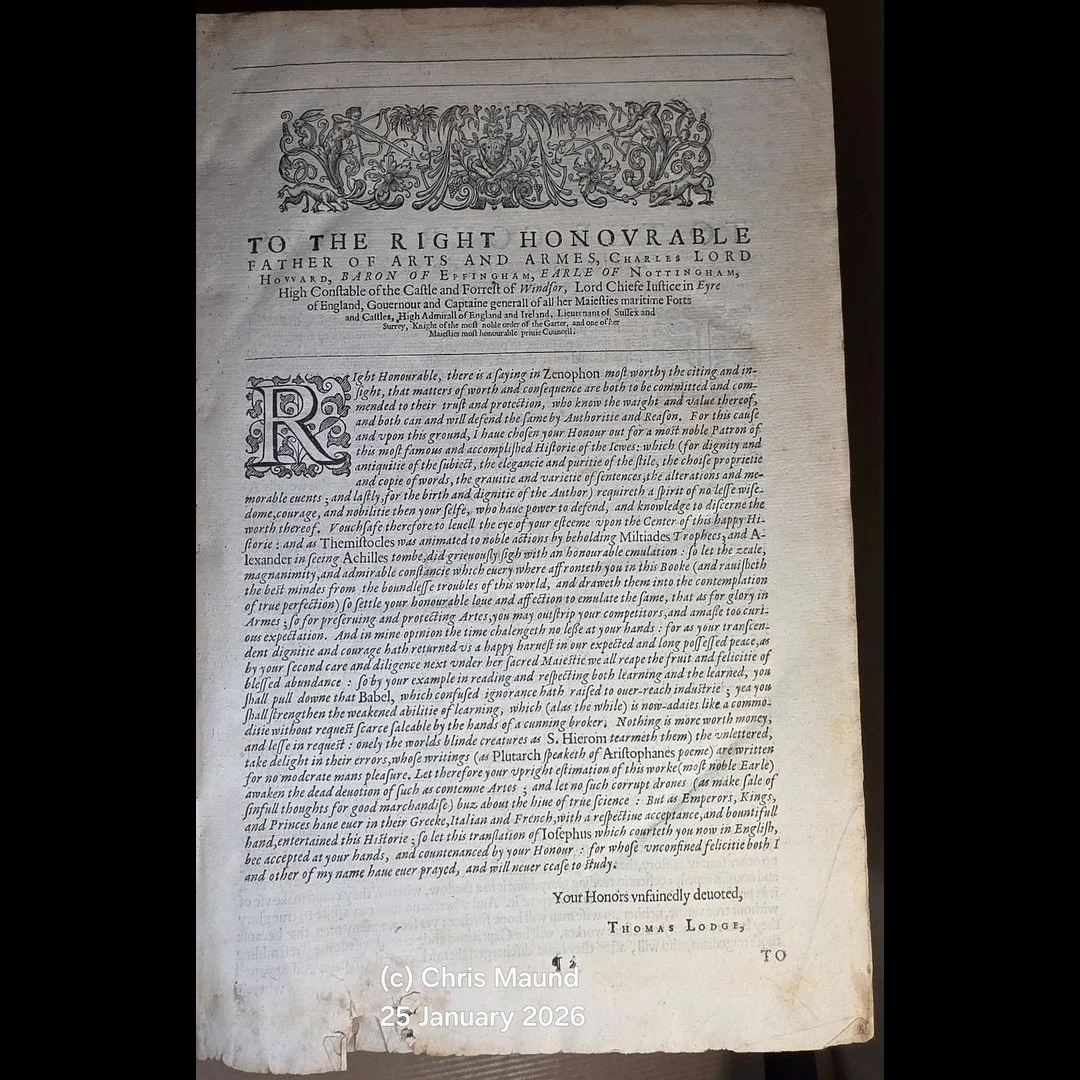 TO THE RIGHT HONOVRABLE
FATHER OF ARTS AND ARMES, CHARLES LORD
HOVVARD, BARON OF EFFINGHAM, EARLE OF NOTTINGHAM,
High Conſtable of the Caſtle and Forreſt of Windſor, Lord Chiefe Iuſtice in Eyre
of England, Gouernour and Captaine generall of all her Maieſties maritime Forts
and Caſtles, High Admirall of England and Ireland, Lieutenant of Suſſex and
Surrey, Knight of the moſt noble order of the Garter, and one of her
Maieſties moſt honourable priuie Councell.
RIght Honourable, there is a ſaying in Zenophon moſt worthy the citing and in-
ſight, that matters of worth and conſequence are both to be committed and com-
mended to their truſt and protection, who know the waight and value thereof,
and both can and will defend the ſame by Authoritie and Reaſon. For this cauſe
and vpon this ground, I haue choſen your Honour out for a moſt noble Patron of
this moſt famous and accompliſhed Hiſtorie of the Iewes: which (for dignity and
antiquitie of the ſubiect, the elegancie and puritie of the ſtile, the choiſe proprietie
and copie of words, the grauitie and varietie of ſentences, the alterations and me-
morable euents ; and laſtly, for the birth and dignitie of the Author) requireth a ſpirit of no leſſe wiſe-
dome, courage, and nobilitie then your ſelfe, who haue power to defend, and knowledge to diſcerne the
worth thereof. Vouchſafe therefore to leuell the eye of your eſteeme vpon the Center of this happy Hi-
ſtorie ; and as Themiſtocles was animated to noble actions by beholding Miltiades Trophees, and A-
lexander in ſeeing Achilles tombe, did grieuouſly ſigh with an honourable emulation : ſo let the zeale,
magnanimity, and admirable conſtancie which euery where affronteth you in this Booke (and rauiſheth
the beſt mindes from the boundleſſe troubles of this world, and draweth them into the contemplation
of true perfection) ſo ſettle your honourable loue and affection to emulate the ſame, that as for glory in
Armes ; ſo for preſeruing and protecting Artes, you may outſtrip your competitors, and amaſe too curi-
ous expectation. And in mine opinion the time chalengeth no leſſe at your hands : for as your tranſcen-
dent dignitie and courage hath returned vs a happy harueſt in our expected and long poſſeſſed peace, as
by your ſecond care and diligence next vnder her ſacred Maieſtie we all reape the fruit and felicitie of
bleſſed abundance : ſo by your example in reading and reſpecting both learning and the learned, you
ſhall pull downe that Babel, which confuſed ignorance hath raiſed to ouer-reach induſtrie ; yea you
ſhall ſtrengthen the weakened abilitie of learning, which (alas the while) is now-adaies like a commo-
ditie without requeſt ſcarce ſaleable by the hands of a cunning broker. Nothing is more worth money,
and leſſe in requeſt : onely the worlds blinde creatures as S. Hierom tearmeth them) the vnlettered,
take delight in their errors, whoſe writings (as Plutarch ſpeaketh of Ariſtophanes poeme) are written
for no moderate mans pleaſure. Let therefore your vpright eſtimation of this worke (moſt noble Earle)
awaken the dead deuotion of ſuch as contemne Artes ; and let no ſuch corrupt drones (as make ſale of
ſinfull thoughts for good marchandiſe) buz about the hiue of true ſcience : But as Emperors, Kings,
and Princes haue euer in their Greeke, Italian and French, with a reſpectiue acceptance, and bountifull
hand, entertained this Hiſtorie ; ſo let this tranſlation of Ioſephus which courteth you now in Engliſh,
bee accepted at your hands, and countenanced by your Honour : for whoſe vnconfined felicitie both I
and other of my name haue euer prayed, and will neuer ceaſe to ſtudy.
Your Honors vnfainedly deuoted,
THOMAS LODGE,
¶ 2
TO
(c) Chris Maund
25 January 2026